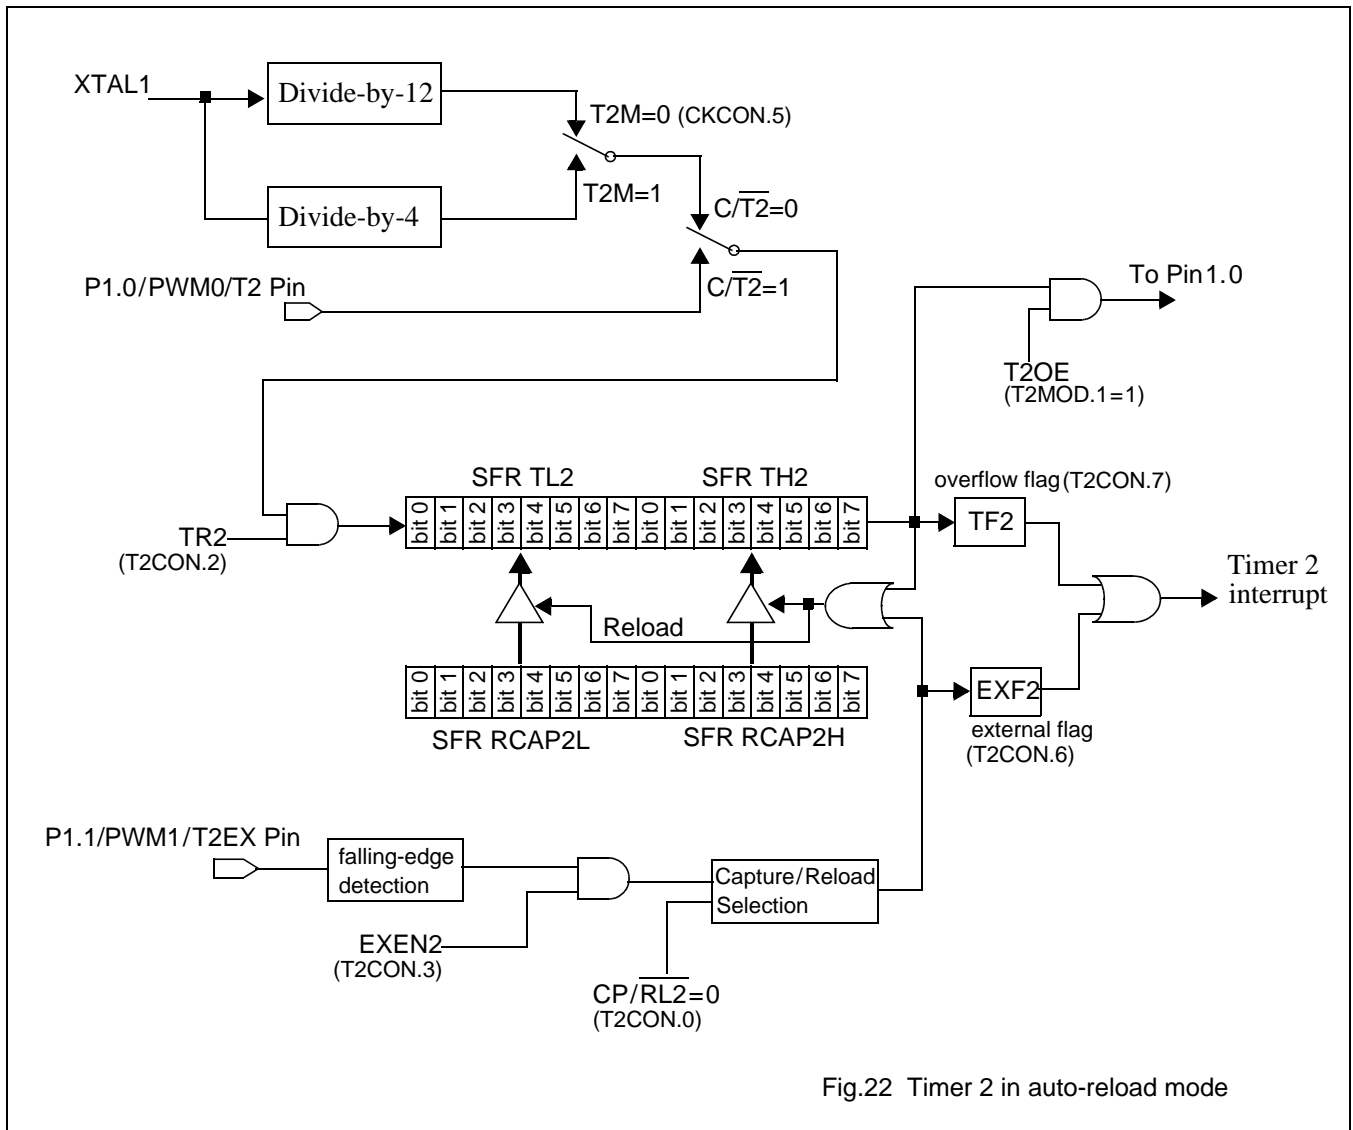 XTAL1
Divide-by-12
T2M=0 (CKCON.5)
Divide-by-4
T2M=1
C/T2=0
P1.0/PWM0/T2 Pin
C/T2=1
To Pin1.0
T2OE
(T2MOD.1=1)
SFR TL2
SFR TH2
overflow flag(T2CON.7)
bit 0 bit 1 bit 2 bit 3 bit 4 bit 5 bit 6 bit 7 bit 0 bit 1 bit 2 bit 3 bit 4 bit 5 bit 6 bit 7
TF2
TR2
(T2CON.2)
Timer 2
interrupt
Reload
bit 0 bit 1 bit 2 bit 3 bit 4 bit 5 bit 6 bit 7 bit 0 bit 1 bit 2 bit 3 bit 4 bit 5 bit 6 bit 7
EXF2
SFR RCAP2L
SFR RCAP2H
external flag
(T2CON.6)
P1.1/PWM1/T2EX Pin
falling-edge
detection
Capture/Reload
Selection
EXEN2
(T2CON.3)
CP/RL2=0
(T2CON.0)
Fig.22 Timer 2 in auto-reload mode